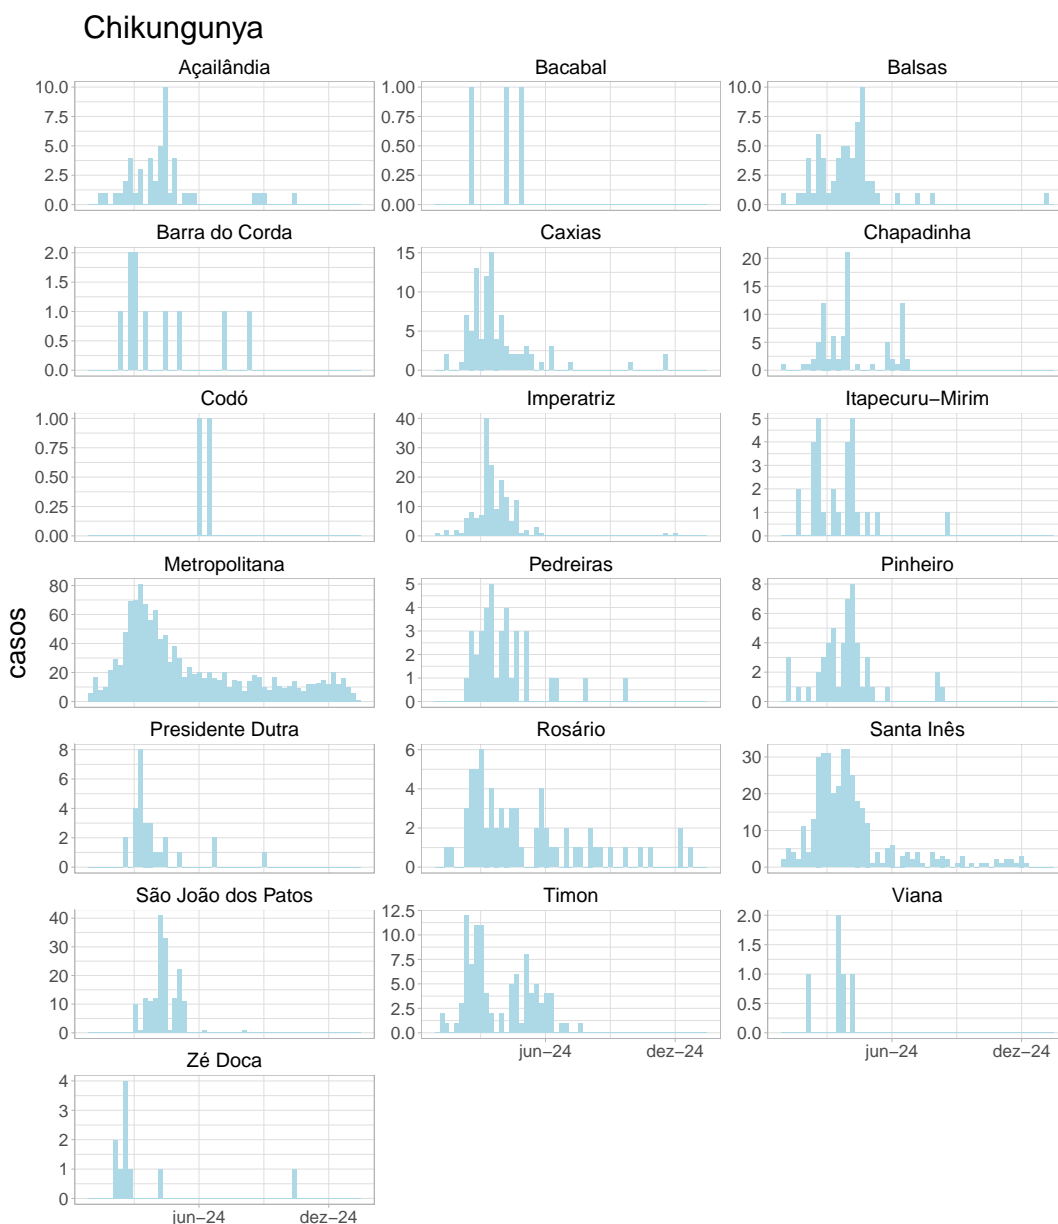 Chikungunya
Açailândia Bacabal Balsas
10.0 1.00 10.0
7.5 0.75 7.5
5.0 0.50 5.0
2.5 0.25 2.5
0.0 0.00 0.0
Barra do Corda Caxias Chapadinha
2.0 15 20
1.5 10 15
1.0 10
0.5 5 5
0.0 0 0
Codó Imperatriz Itapecuru−Mirim
1.00 40 5
0.75 30 4
0.50 20 3
0.25 10 2
0.00 0 1
0
Metropolitana Pedreiras Pinheiro
80 5 8
60 4 6
40 3 4
20 2 2
0 1 0
0
casos
Presidente Dutra Rosário Santa Inês
8 6 30
6 4 20
4 2 10
2 0 0
0
São João dos Patos Timon Viana
40 12.5 2.0
30 10.0 1.5
20 7.5 1.0
10 5.0 0.5
0 2.5 0.0
0.0
jun−24 dez−24 jun−24 dez−24
Zé Doca
4
3
2
1
0
jun−24 dez−24